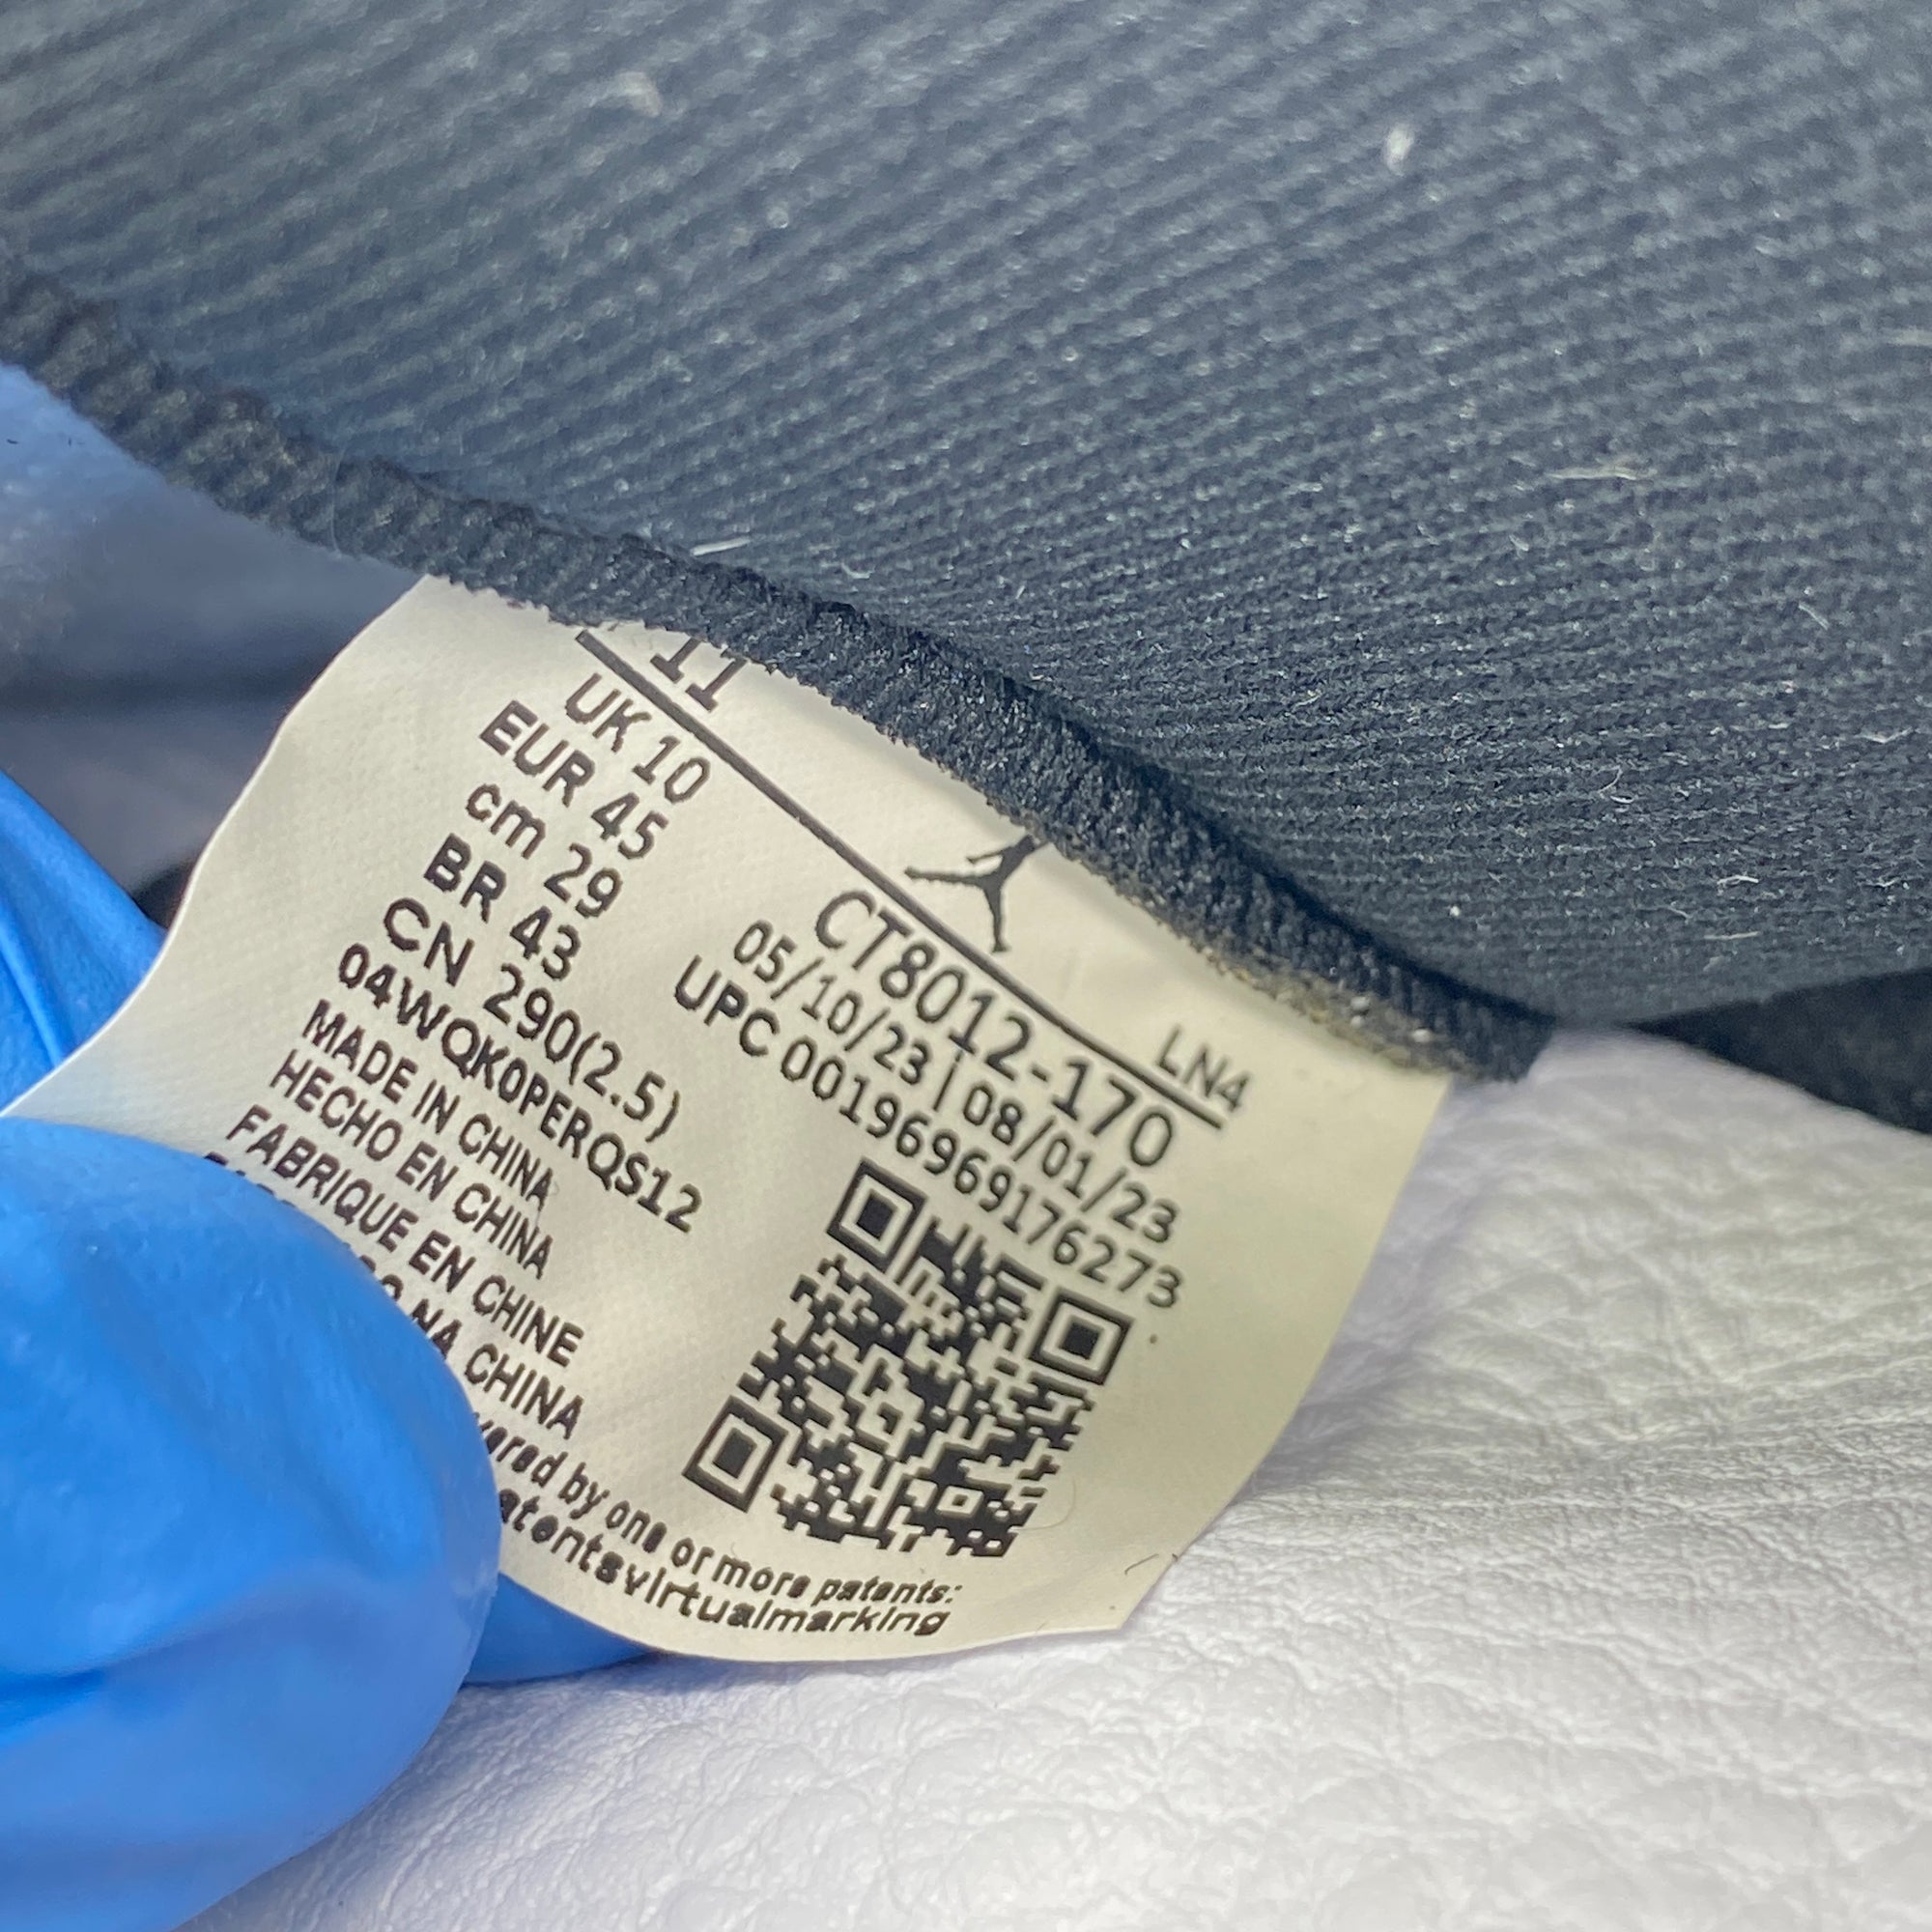 11
UK 10
EUR 45
cm 29
BR 43
CN 290(2.5)
04WQK0PERQS12
MADE IN CHINA
HECHO EN CHINA
FABRIQUE EN CHINE
NA CHINA
by one or more patents:
LN4
CT8012-170
05/10/23 | 08/01/23
UPC 00196969176273